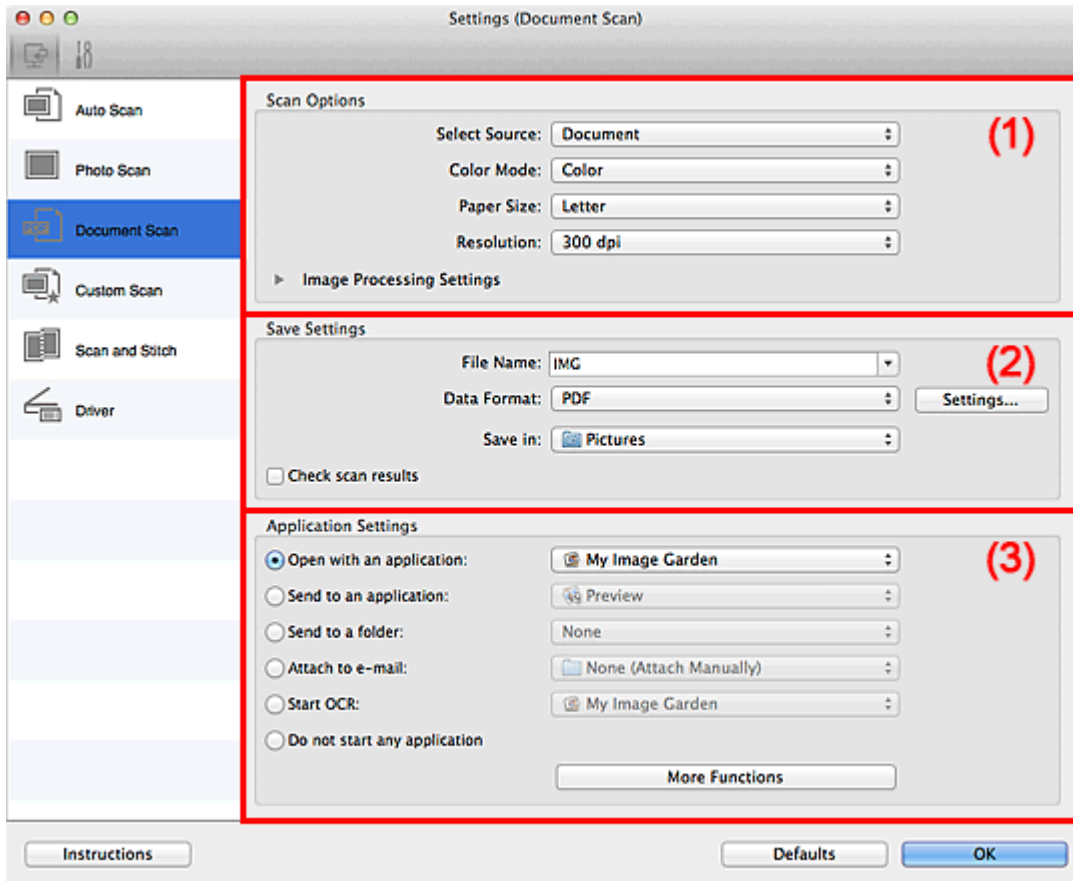 Settings (Document Scan)
Auto Scan
Photo Scan
PDF
Document Scan
Custom Scan
Scan and Stitch
Driver
Scan Options
(1)
Select Source: Document
Color Mode: Color
Paper Size: Letter
Resolution: 300 dpi
Image Processing Settings
Save Settings
(2)
File Name: IMG
Data Format: PDF Settings...
Save in: Pictures
Check scan results
Application Settings
(3)
Open with an application: My Image Garden
Send to an application: Preview
Send to a folder: None
Attach to e-mail: None (Attach Manually)
Start OCR: My Image Garden
Do not start any application
More Functions
Instructions Defaults OK